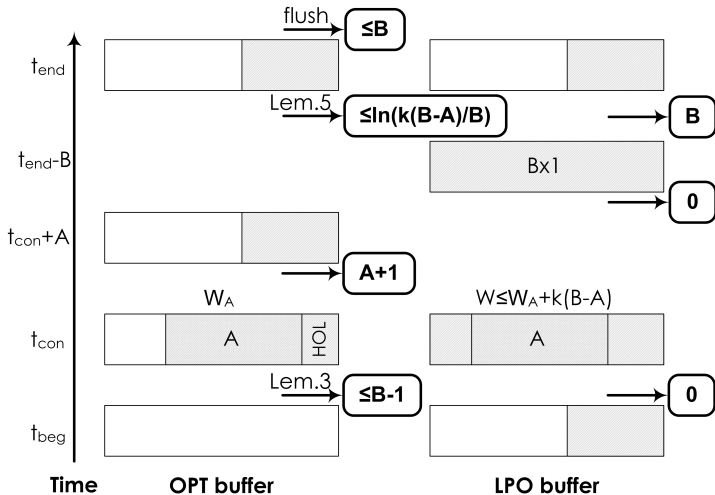 flush
≤B
t_end
Lem.5
≤ln(k(B-A)/B)
B
t_end-B
Bx1
0
t_con+A
A+1
W_A
W≤W_A+k(B-A)
t_con
A
HOL
A
Lem.3
≤B-1
0
t_beg
Time
OPT buffer
LPO buffer